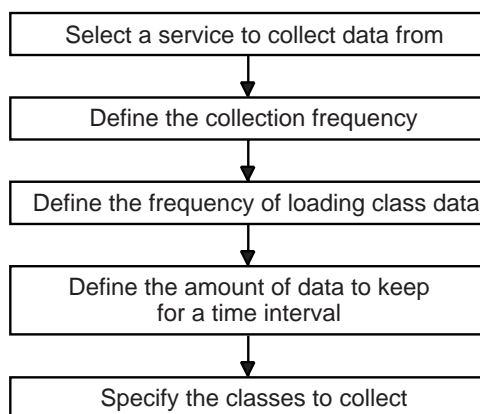 Select a service to collect data from
Define the collection frequency
Define the frequency of loading class data
Define the amount of data to keep
for a time interval
Specify the classes to collect